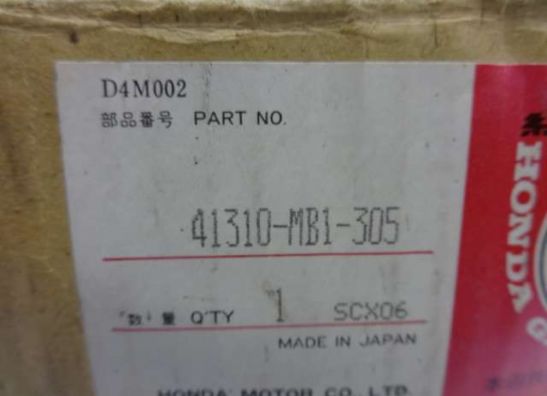 D4M002
部品番号 PART NO.
41310-MB1-305
数量 Q'TY 1 SCX06
MADE IN JAPAN
HONDA MOTOR CO., LTD.
HONDA